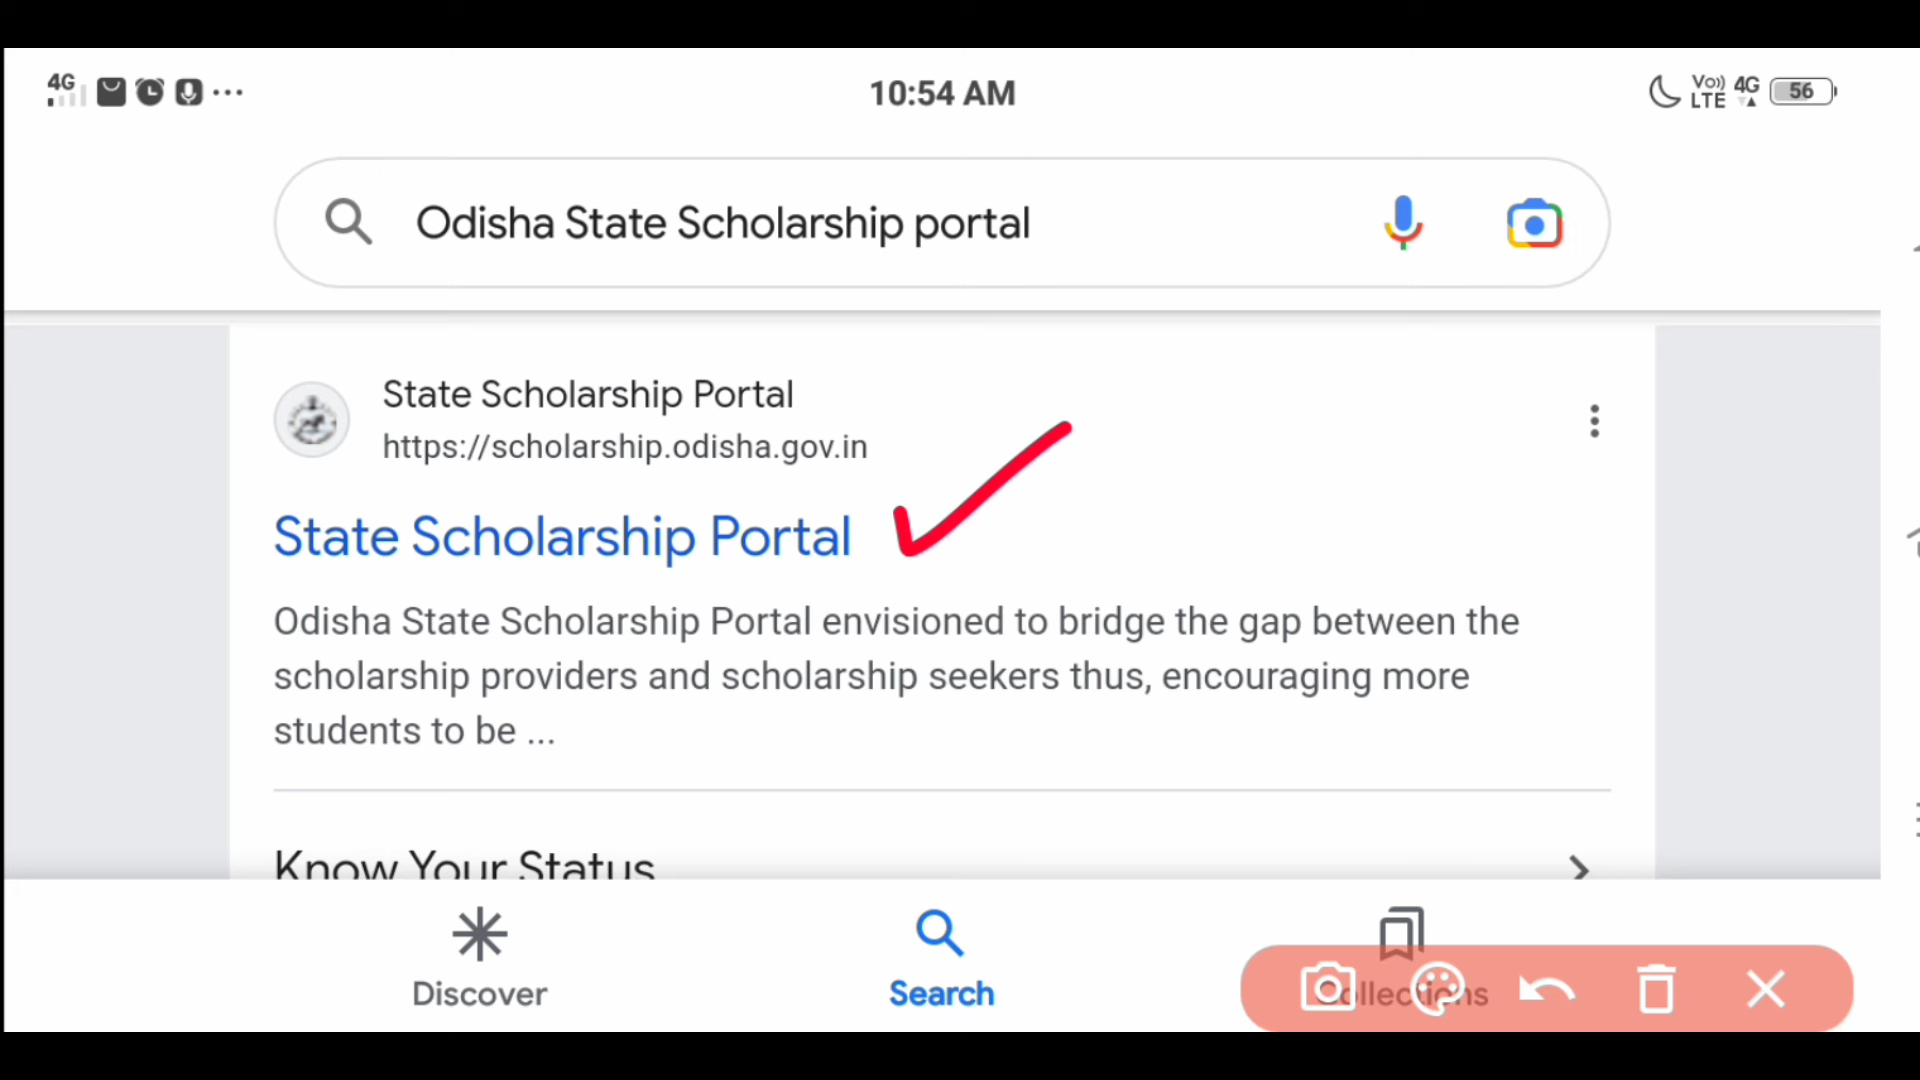 4G
10:54 AM
Vo)) LTE 4G 56
Odisha State Scholarship portal
State Scholarship Portal
https://scholarship.odisha.gov.in
State Scholarship Portal
Odisha State Scholarship Portal envisioned to bridge the gap between the
scholarship providers and scholarship seekers thus, encouraging more
students to be ...
Know Your Status
Discover
Search
Collections